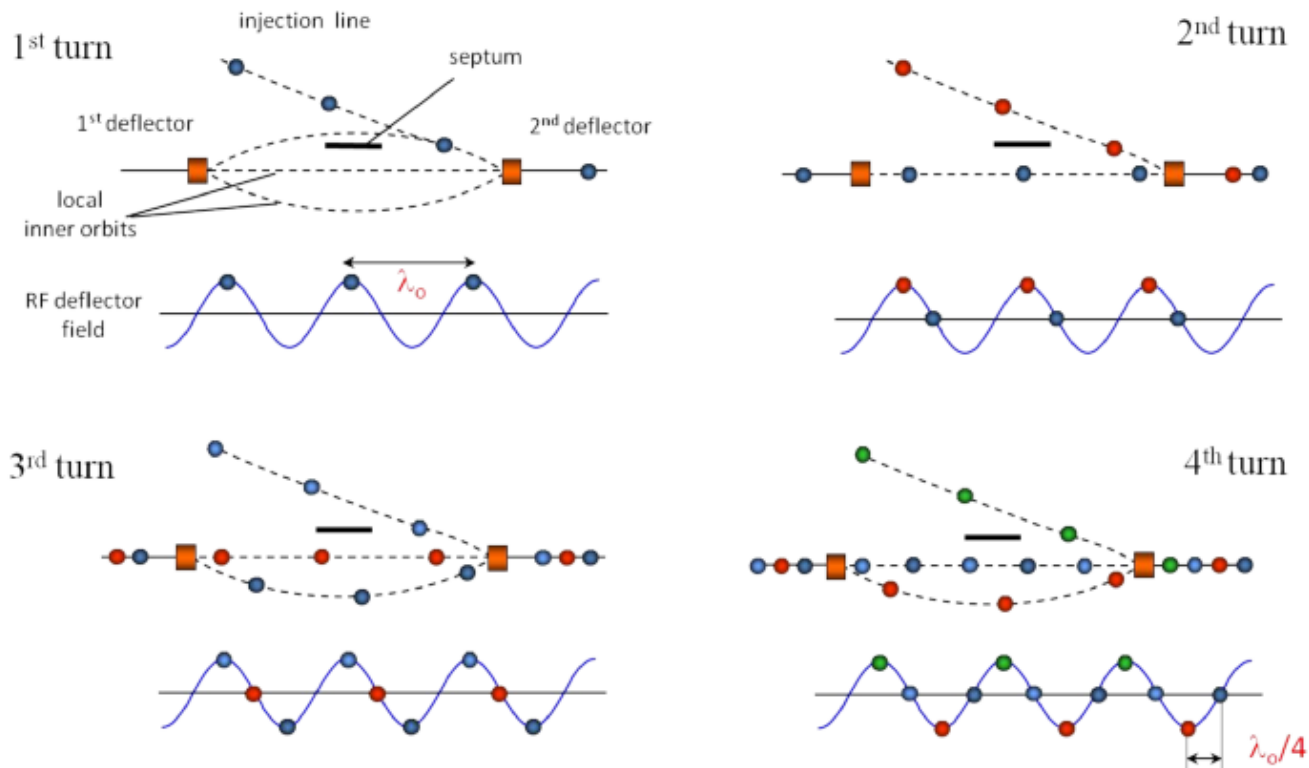 injection line
1st turn
septum
1st deflector
2nd deflector
local
inner orbits
λo
RF deflector
field
2nd turn
3rd turn
4th turn
λo/4